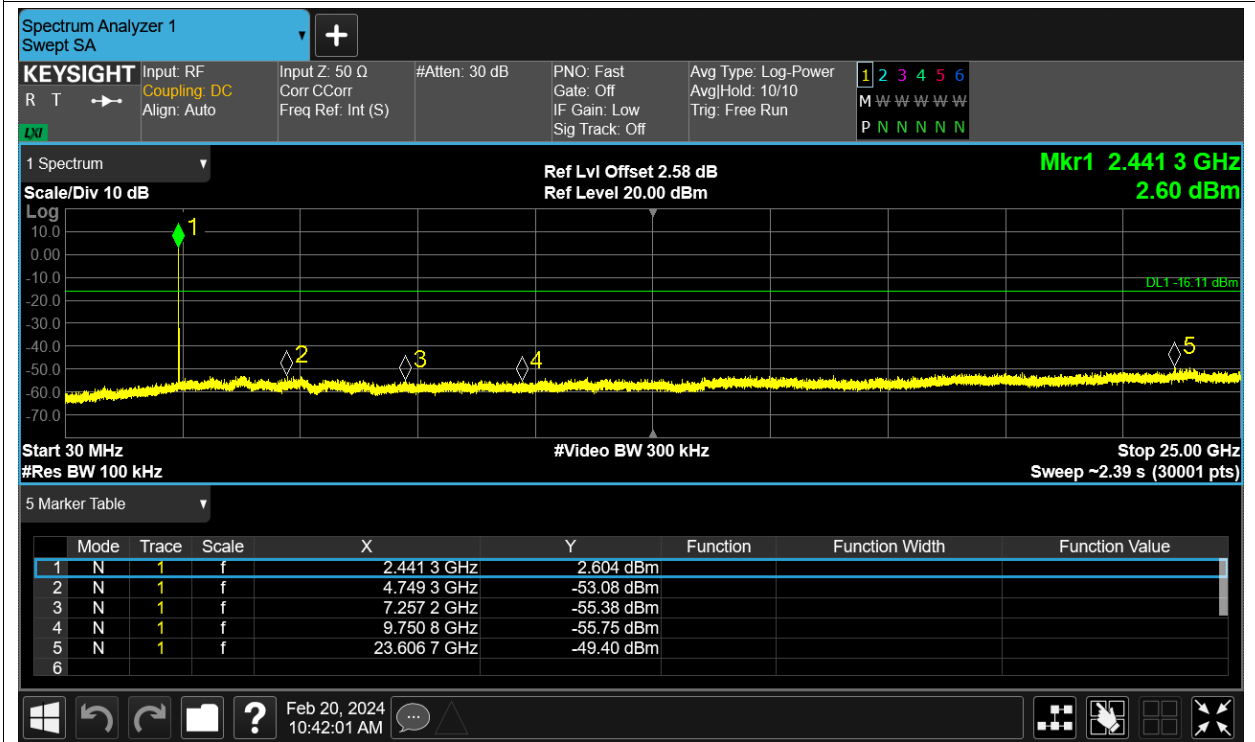 Spectrum Analyzer 1
Swept SA
+
KEYSIGHT
R T
LXI
Input: RF
Coupling: DC
Align: Auto
Input Z: 50 Ω
Corr CCorr
Freq Ref: Int (S)
#Atten: 30 dB
PNO: Fast
Gate: Off
IF Gain: Low
Sig Track: Off
Avg Type: Log-Power
Avg|Hold: 10/10
Trig: Free Run
1 2 3 4 5 6
M W W W W W
P N N N N N
1 Spectrum
Scale/Div 10 dB
Ref Lvl Offset 2.58 dB
Ref Level 20.00 dBm
Mkr1 2.441 3 GHz
2.60 dBm
Log
10.0
0.00
-10.0
-20.0
-30.0
-40.0
-50.0
-60.0
-70.0
1
2
3
4
5
DL1 -16.11 dBm
Start 30 MHz
#Res BW 100 kHz
#Video BW 300 kHz
Stop 25.00 GHz
Sweep ~2.39 s (30001 pts)
5 Marker Table
Mode Trace Scale X Y Function Function Width Function Value
1 N 1 f 2.441 3 GHz 2.604 dBm
2 N 1 f 4.749 3 GHz -53.08 dBm
3 N 1 f 7.257 2 GHz -55.38 dBm
4 N 1 f 9.750 8 GHz -55.75 dBm
5 N 1 f 23.606 7 GHz -49.40 dBm
6
?
Feb 20, 2024
10:42:01 AM